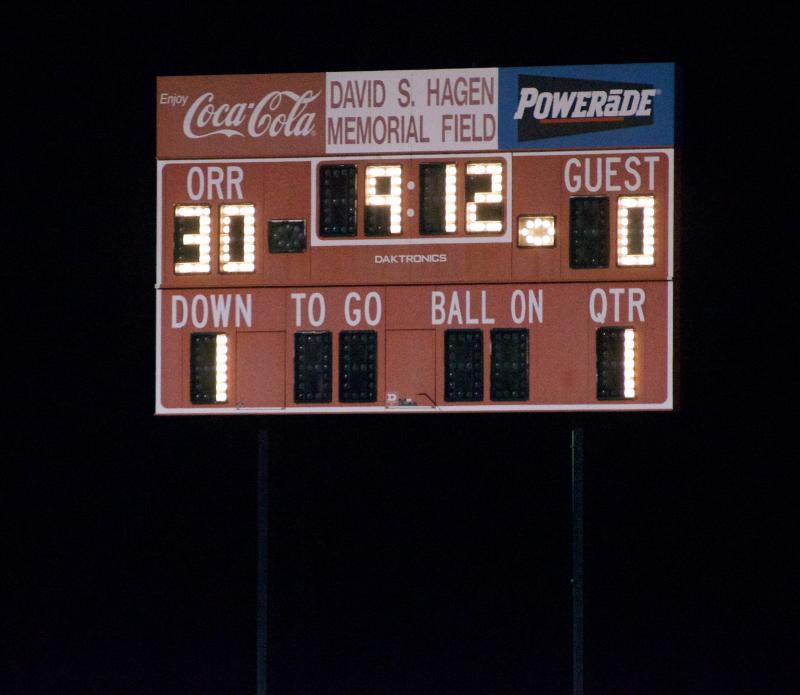 Enjoy
Coca-Cola
DAVID S. HAGEN
MEMORIAL FIELD
POWERāDE
ORR
30
9:12
GUEST
0
DAKTRONICS
DOWN
1
TO GO
BALL ON
QTR
1